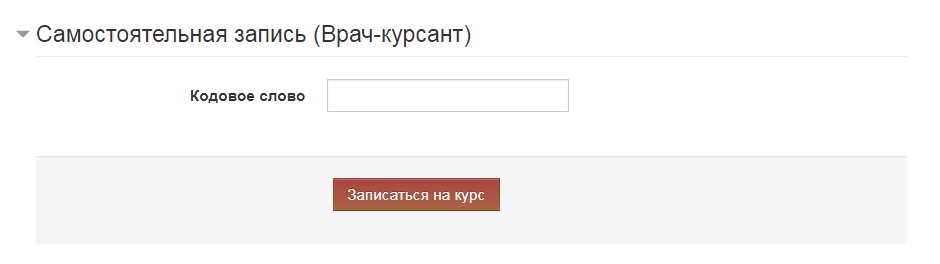 Самостоятельная запись (Врач-курсант)
Кодовое слово
Записаться на курс